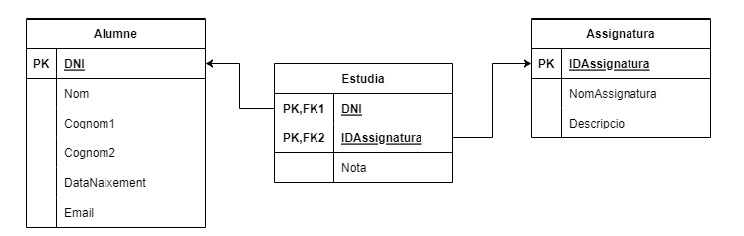 Alumne
PK DNI
Nom
Cognom1
Cognom2
DataNaixement
Email
Estudia
PK,FK1 DNI
PK,FK2 IDAssignatura
Nota
Assignatura
PK IDAssignatura
NomAssignatura
Descripcio